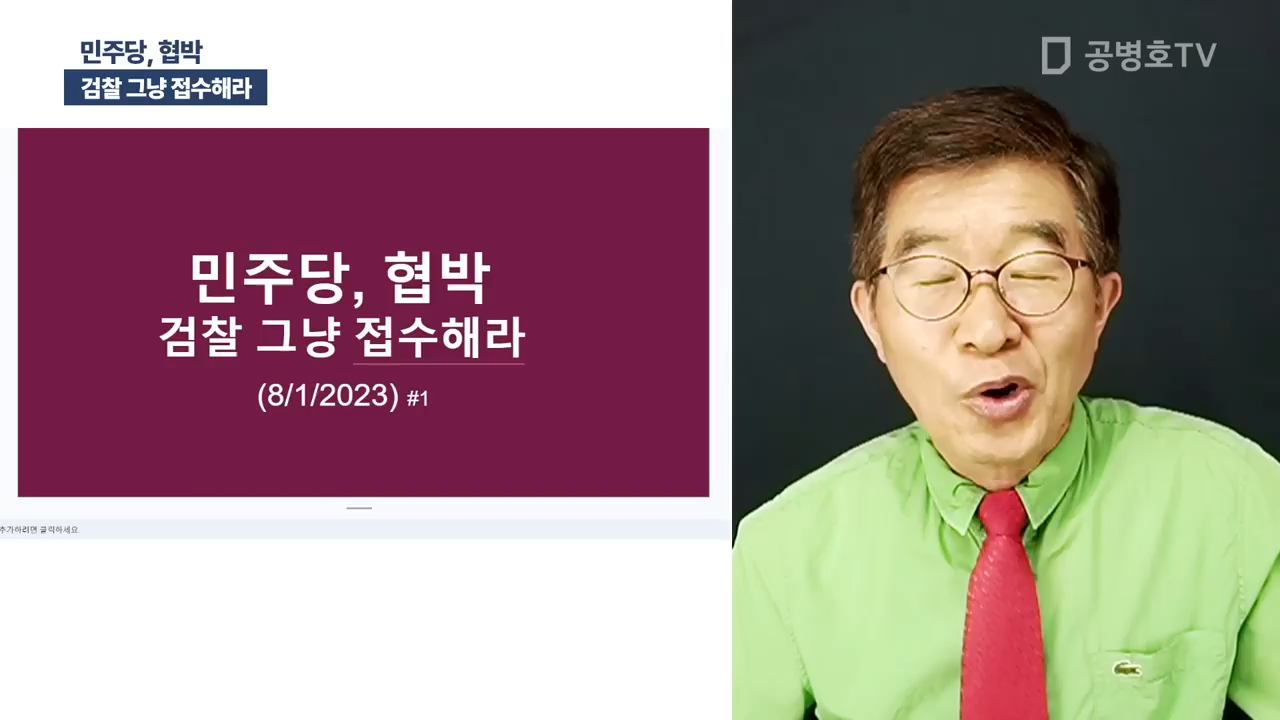 민주당, 협박
검찰 그냥 접수해라
공병호TV
민주당, 협박
검찰 그냥 접수해라
(8/1/2023) #1
추가하려면 클릭하세요.